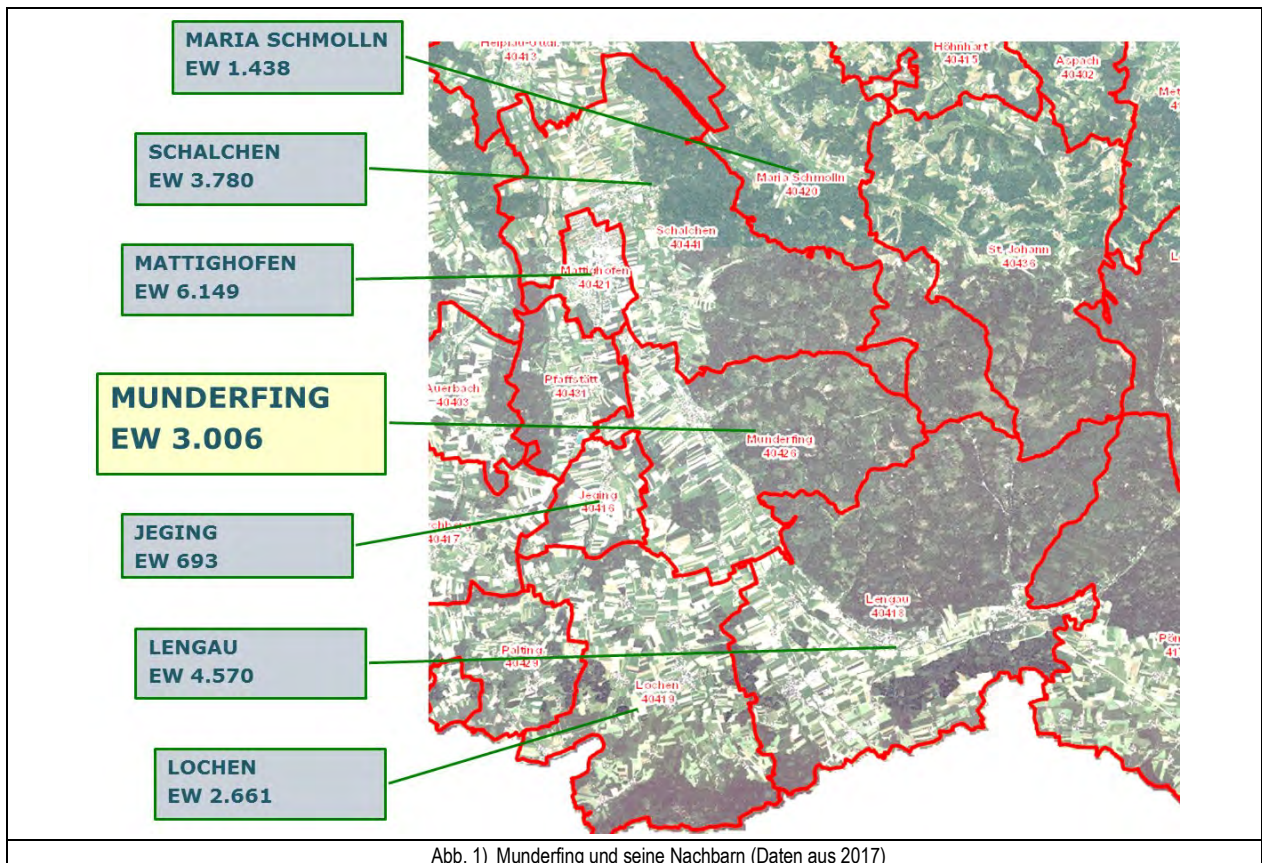 MARIA SCHMOLLN
EW 1.438
SCHALCHEN
EW 3.780
MATTIGHOFEN
EW 6.149
MUNDERFING
EW 3.006
JEGING
EW 693
LENGAU
EW 4.570
LOCHEN
EW 2.661
40413
Höhnhart
40415
Aspach
40402
Maria Schmolln
40420
Schalchen
40441
St. Johann
40436
Mattighofen
40421
Auerbach
40403
Pfaffstätt
40431
Munderfing
40426
Jeging
40416
40417
Lengau
40418
Palting
40429
Lochen
40419
Abb. 1) Munderfing und seine Nachbarn (Daten aus 2017)